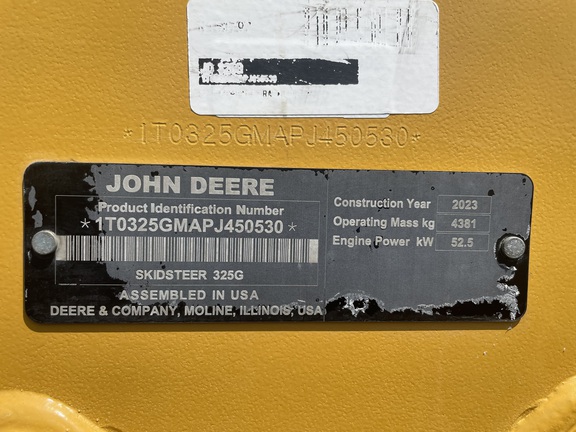 *1T0325GMAPJ450530*
JOHN DEERE
Product Identification Number
*1T0325GMAPJ450530*
SKIDSTEER 325G
ASSEMBLED IN USA
DEERE & COMPANY, MOLINE, ILLINOIS, USA
Construction Year 2023
Operating Mass kg 4381
Engine Power kW 52.5